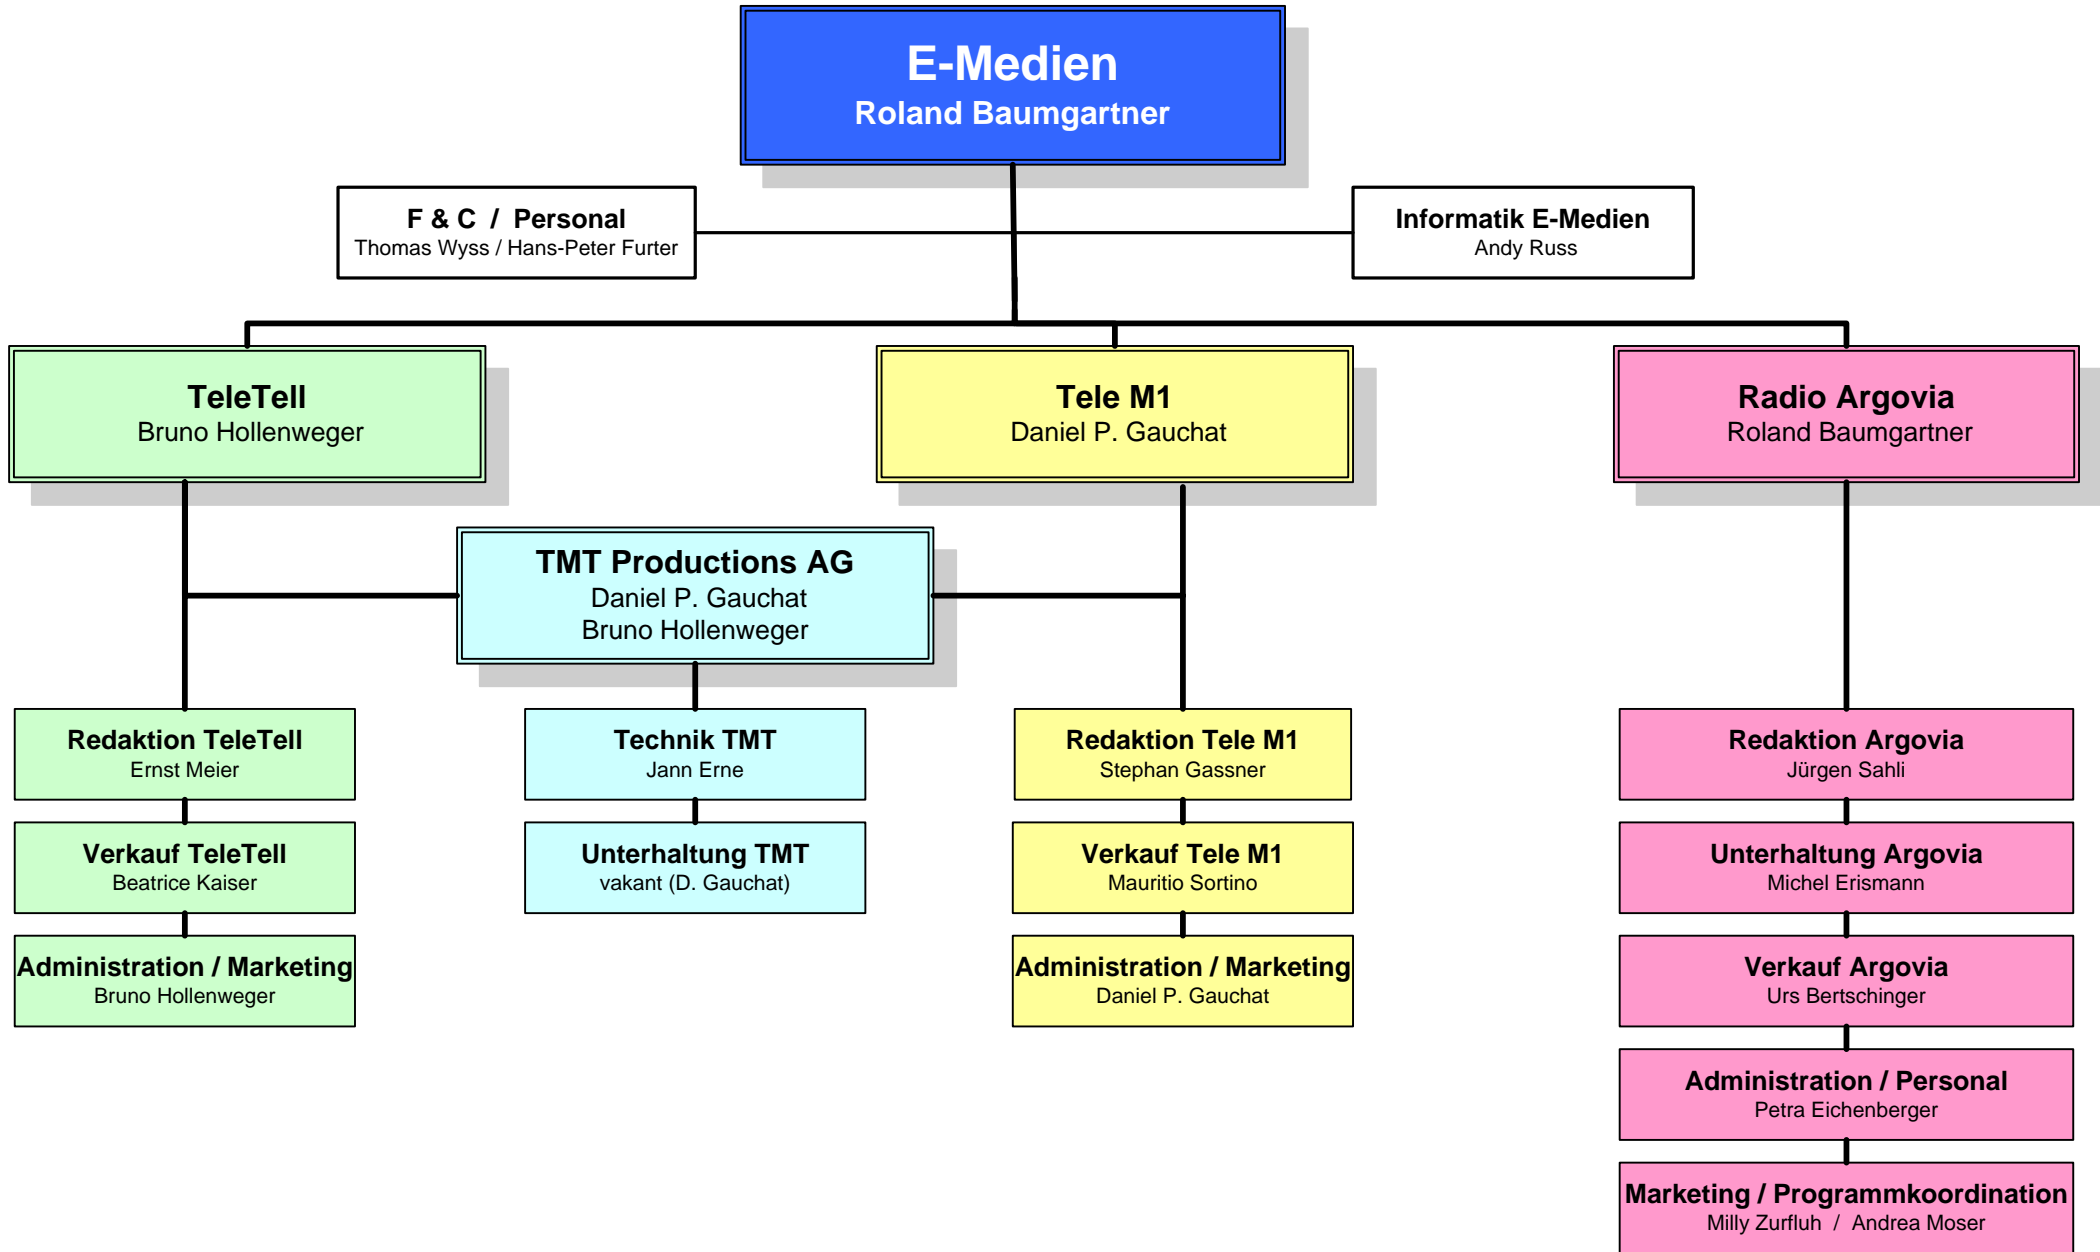 E-Medien
Roland Baumgartner
F & C / Personal
Thomas Wyss / Hans-Peter Furter
Informatik E-Medien
Andy Russ
TeleTell
Bruno Hollenweger
Tele M1
Daniel P. Gauchat
Radio Argovia
Roland Baumgartner
TMT Productions AG
Daniel P. Gauchat
Bruno Hollenweger
Redaktion TeleTell
Ernst Meier
Verkauf TeleTell
Beatrice Kaiser
Administration / Marketing
Bruno Hollenweger
Technik TMT
Jann Erne
Unterhaltung TMT
vakant (D. Gauchat)
Redaktion Tele M1
Stephan Gassner
Verkauf Tele M1
Mauritio Sortino
Administration / Marketing
Daniel P. Gauchat
Redaktion Argovia
Jürgen Sahli
Unterhaltung Argovia
Michel Erismann
Verkauf Argovia
Urs Bertschinger
Administration / Personal
Petra Eichenberger
Marketing / Programmkoordination
Milly Zurfluh / Andrea Moser